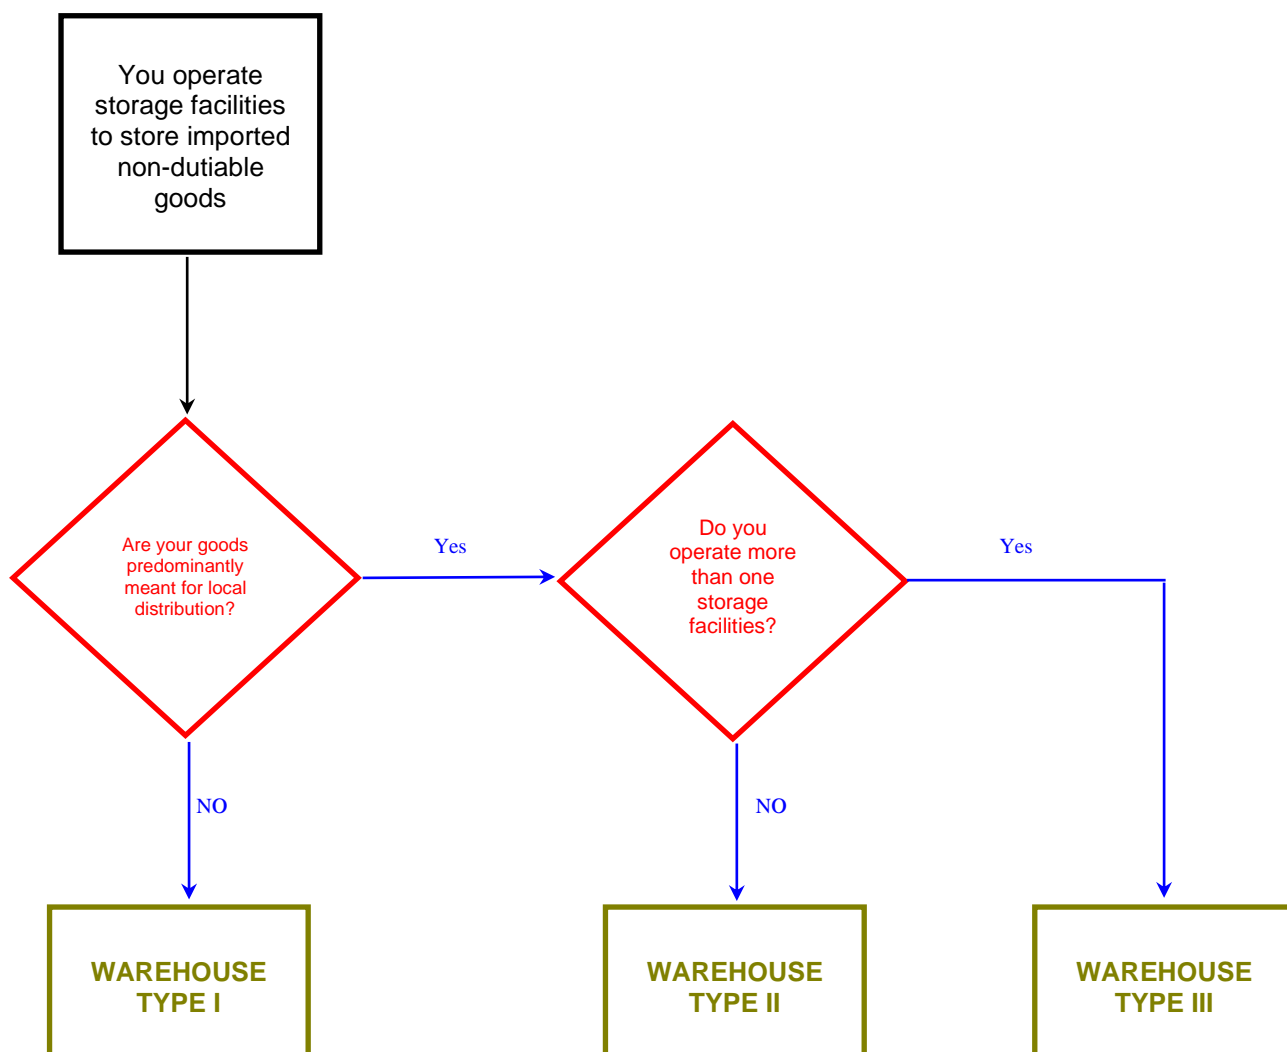 You operate
storage facilities
to store imported
non-dutiable
goods
Are your goods
predominantly
meant for local
distribution?
Yes
Do you
operate more
than one
storage
facilities?
Yes
NO
NO
WAREHOUSE
TYPE I
WAREHOUSE
TYPE II
WAREHOUSE
TYPE III